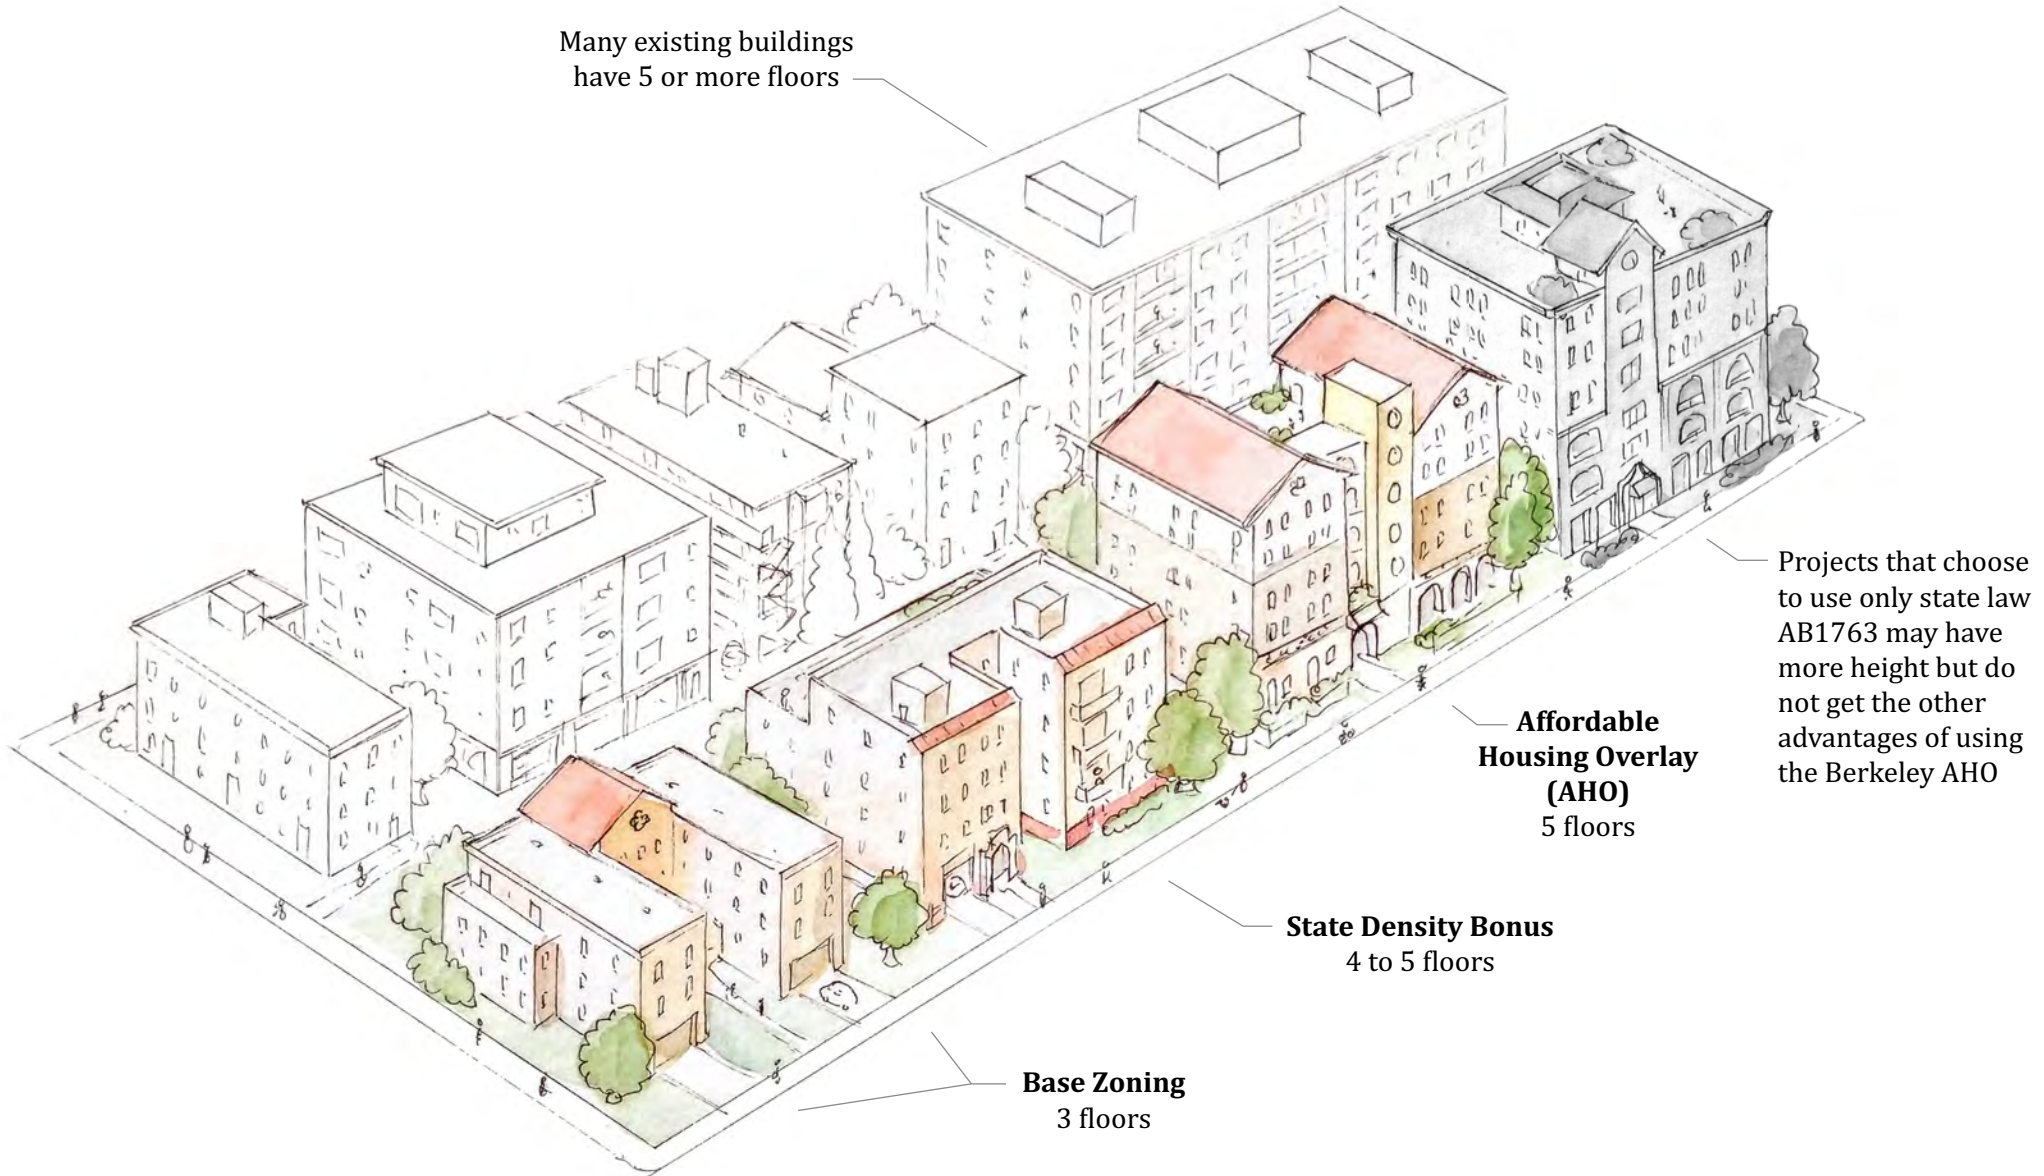 Many existing buildings
have 5 or more floors
Projects that choose
to use only state law
AB1763 may have
more height but do
not get the other
advantages of using
the Berkeley AHO
Affordable
Housing Overlay
(AHO)
5 floors
State Density Bonus
4 to 5 floors
Base Zoning
3 floors